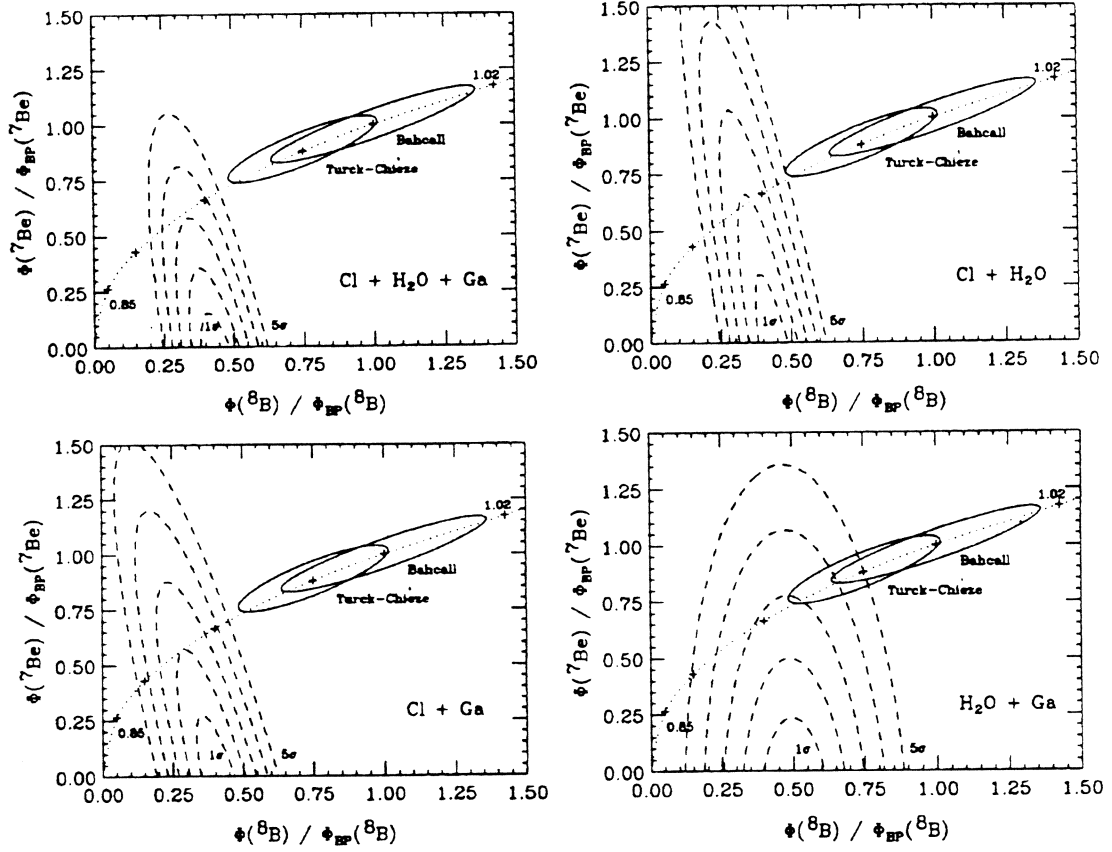 1.50
1.25
1.00
0.75
0.50
0.25
0.00
Φ(⁷Be) / Φ_BP(⁷Be)
1.02
Bahcall
Turck-Chieze
Cl + H₂O + Ga
0.85
1σ
5σ
0.00 0.25 0.50 0.75 1.00 1.25 1.50
Φ(⁸B) / Φ_BP(⁸B)
1.50
1.25
1.00
0.75
0.50
0.25
0.00
Φ(⁷Be) / Φ_BP(⁷Be)
1.02
Bahcall
Turck-Chieze
Cl + H₂O
0.85
1σ
5σ
0.00 0.25 0.50 0.75 1.00 1.25 1.50
Φ(⁸B) / Φ_BP(⁸B)
1.50
1.25
1.00
0.75
0.50
0.25
0.00
Φ(⁷Be) / Φ_BP(⁷Be)
1.02
Bahcall
Turck-Chieze
Cl + Ga
0.85
1σ
5σ
0.00 0.25 0.50 0.75 1.00 1.25 1.50
Φ(⁸B) / Φ_BP(⁸B)
1.50
1.25
1.00
0.75
0.50
0.25
0.00
Φ(⁷Be) / Φ_BP(⁷Be)
1.02
Bahcall
Turck-Chieze
H₂O + Ga
0.85
1σ
5σ
0.00 0.25 0.50 0.75 1.00 1.25 1.50
Φ(⁸B) / Φ_BP(⁸B)